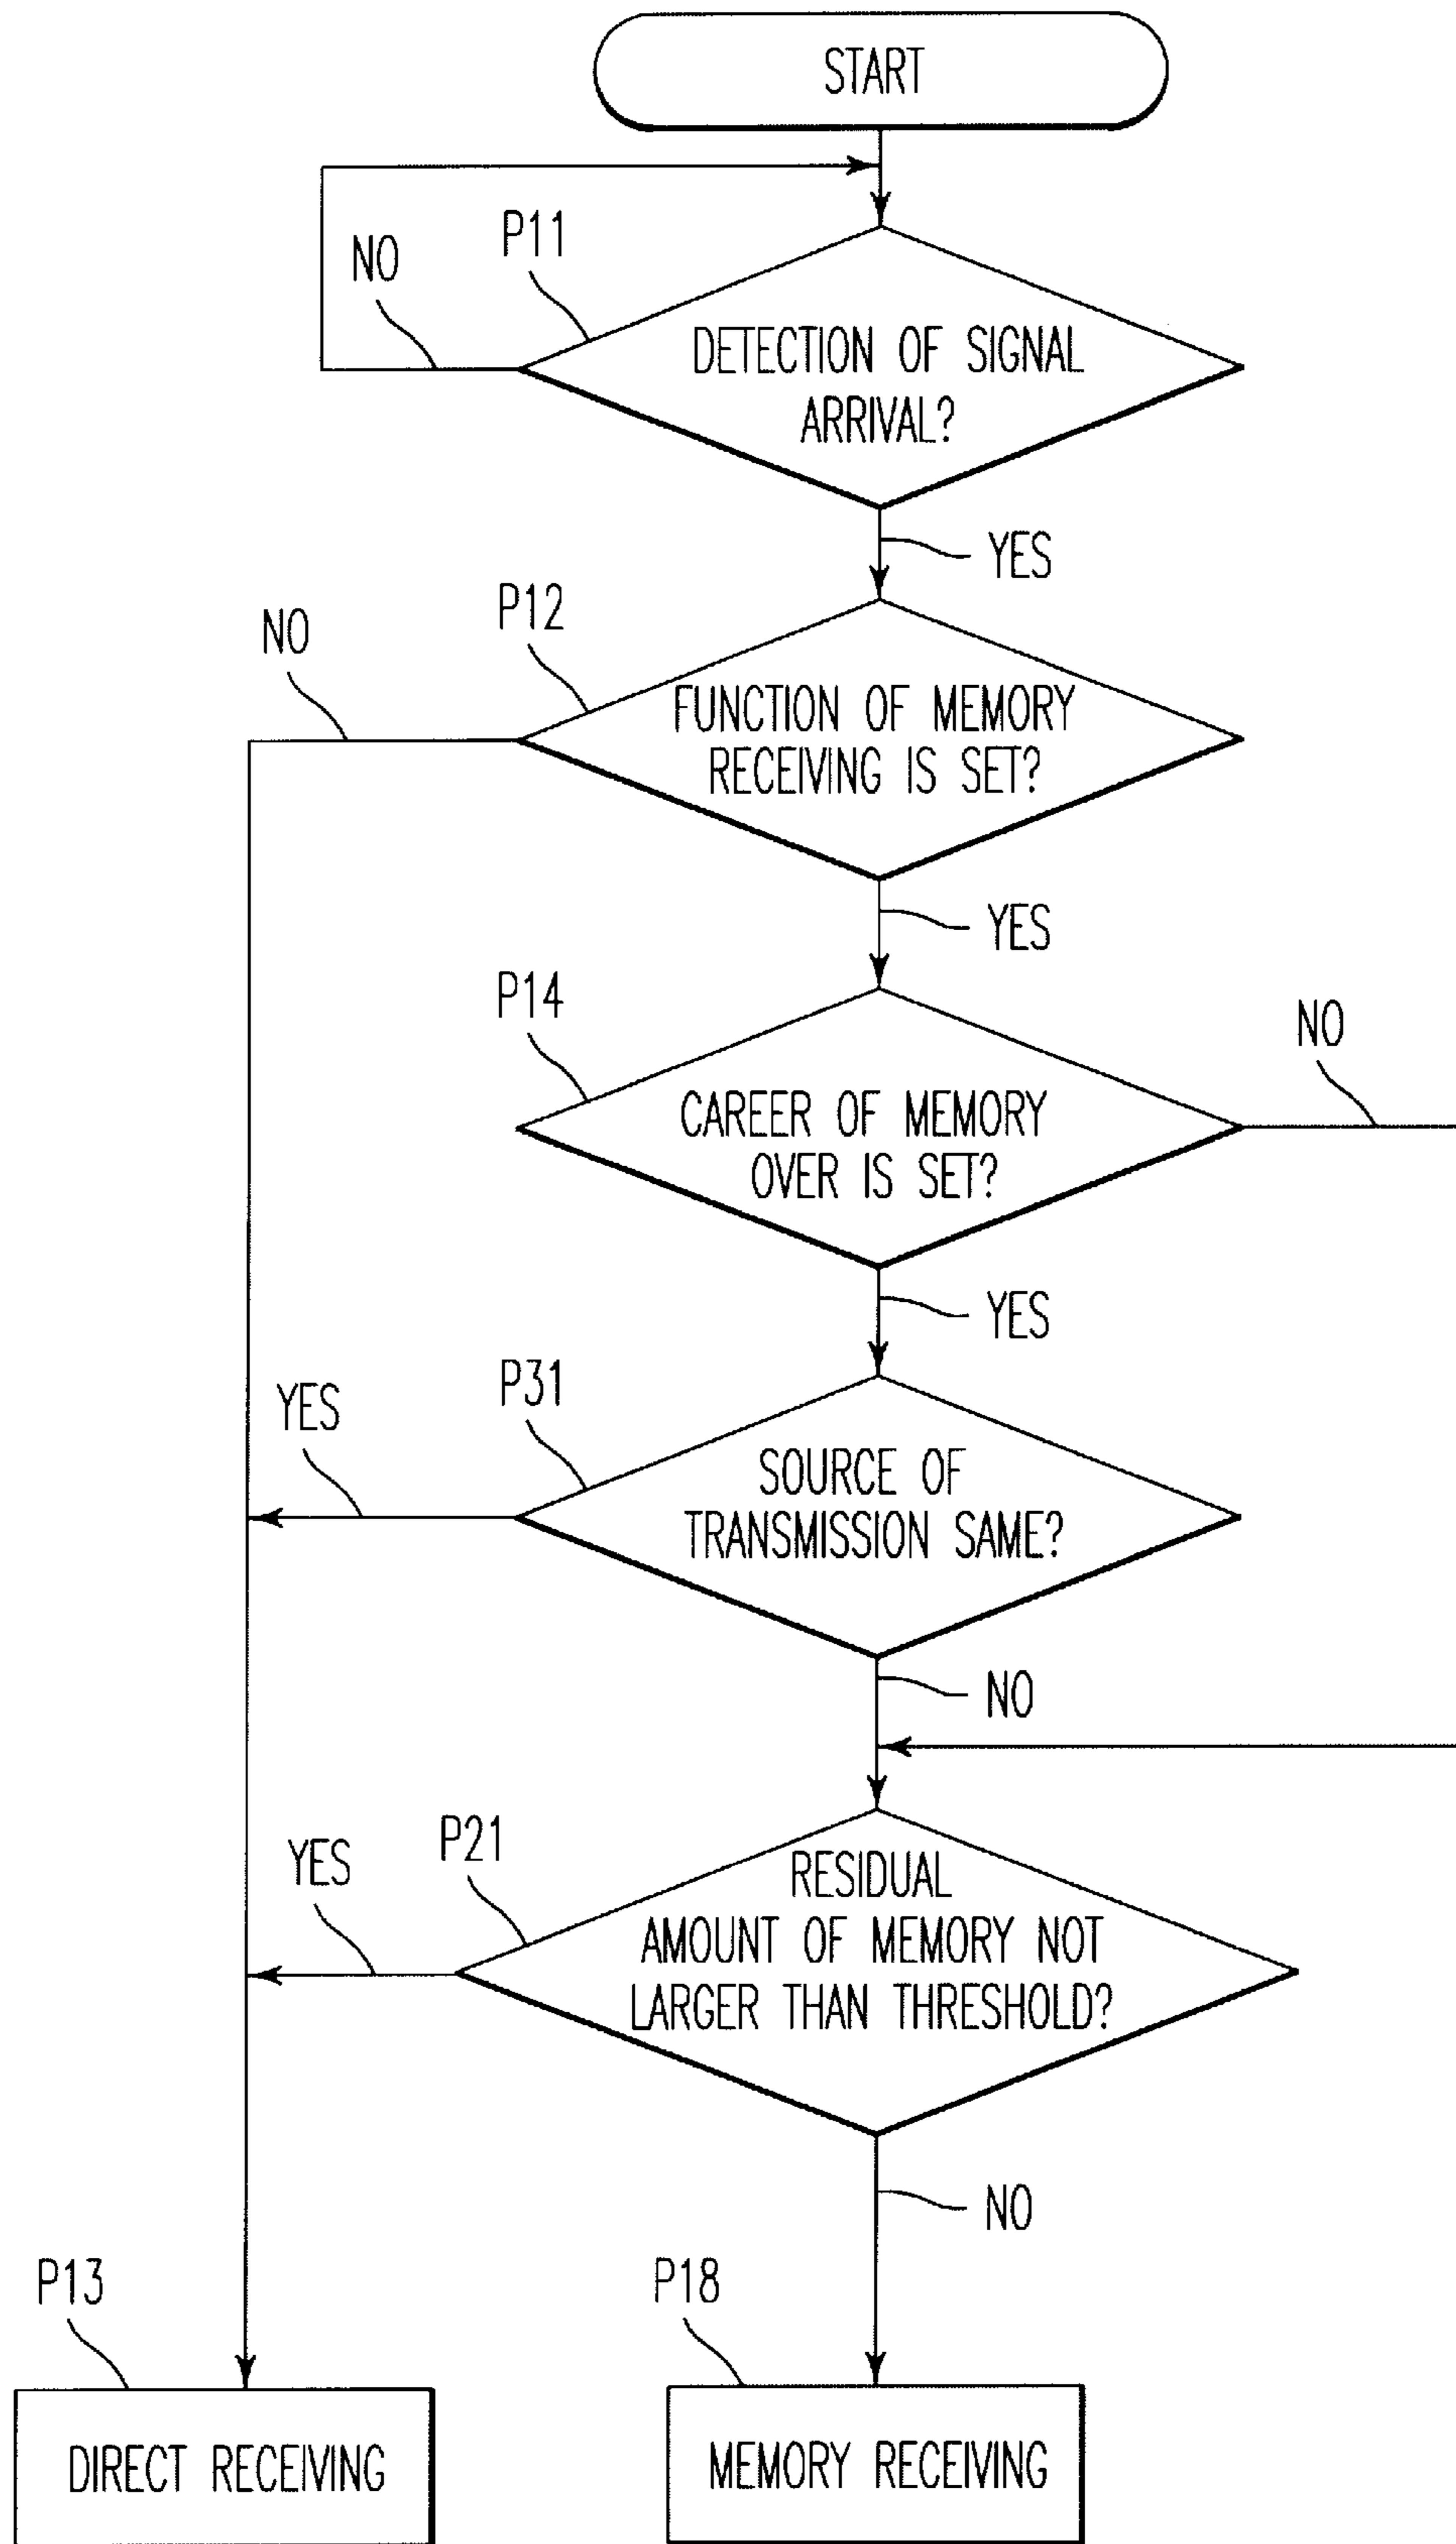 START
NO
P11
DETECTION OF SIGNAL
ARRIVAL?
YES
NO
P12
FUNCTION OF MEMORY
RECEIVING IS SET?
YES
P14
NO
CAREER OF MEMORY
OVER IS SET?
YES
YES
P31
SOURCE OF
TRANSMISSION SAME?
NO
YES
P21
RESIDUAL
AMOUNT OF MEMORY NOT
LARGER THAN THRESHOLD?
NO
P13
P18
DIRECT RECEIVING
MEMORY RECEIVING